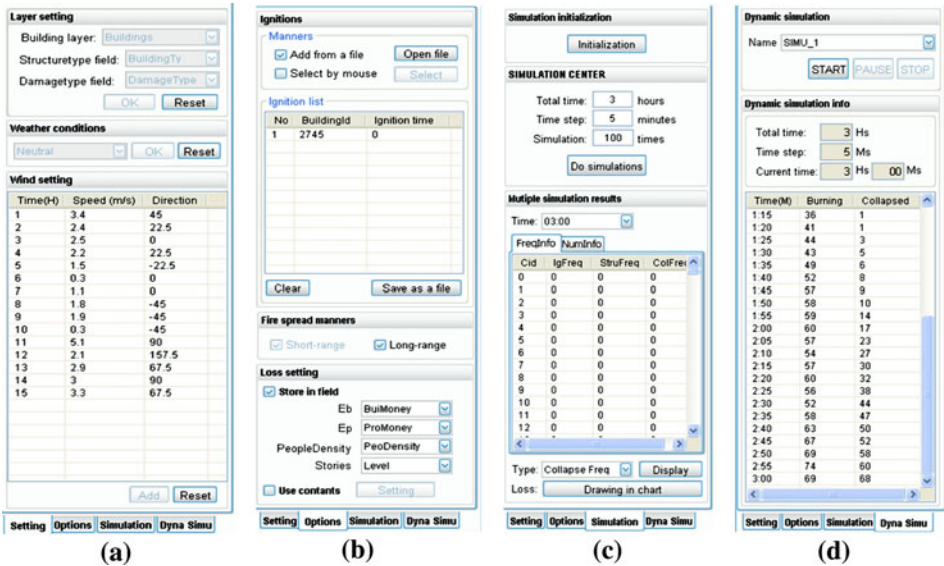 Layer setting
Building layer: Buildings
Structuretype field: BuildingTy
Damagetype field: DamageType
OK Reset
Weather conditions
Neutral OK Reset
Wind setting
Time(H) Speed (m/s) Direction
1 3.4 45
2 2.4 22.5
3 2.5 0
4 2.2 22.5
5 1.5 -22.5
6 0.3 0
7 1.1 0
8 1.8 -45
9 1.9 -45
10 0.3 -45
11 5.1 90
12 2.1 157.5
13 2.9 67.5
14 3 90
15 3.3 67.5
Add Reset
Setting Options Simulation Dyna Simu
(a)
Ignitions
Manners
Add from a file Open file
Select by mouse Select
Ignition list
No BuildingId Ignition time
1 2745 0
Clear Save as a file
Fire spread manners
Short-range Long-range
Loss setting
Store in field
Eb BuiMoney
Ep ProMoney
PeopleDensity PeoDensity
Stories Level
Use contants Setting
Setting Options Simulation Dyna Simu
(b)
Simulation initialization
Initialization
SIMULATION CENTER
Total time: 3 hours
Time step: 5 minutes
Simulation: 100 times
Do simulations
Mutiple simulation results
Time: 03:00
FreqInfo NumInfo
Cid IgFreq StruFreq ColFrec
0 0 0 0
1 0 0 0
2 0 0 0
3 0 0 0
4 0 0 0
5 0 0 0
6 0 0 0
7 0 0 0
8 0 0 0
9 0 0 0
10 0 0 0
11 0 0 0
12 0 0 0
Type: Collapse Freq Display
Loss: Drawing in chart
Setting Options Simulation Dyna Simu
(c)
Dynamic simulation
Name SIMU_1
START PAUSE STOP
Dynamic simulation info
Total time: 3 Hs
Time step: 5 Ms
Current time: 3 Hs 00 Ms
Time(M) Burning Collapsed
1:15 36 1
1:20 41 1
1:25 44 3
1:30 43 5
1:35 49 6
1:40 52 8
1:45 57 9
1:50 58 10
1:55 59 14
2:00 60 17
2:05 57 23
2:10 54 27
2:15 57 30
2:20 60 32
2:25 56 38
2:30 52 44
2:35 58 47
2:40 63 50
2:45 67 52
2:50 69 58
2:55 74 60
3:00 69 68
Setting Options Simulation Dyna Simu
(d)